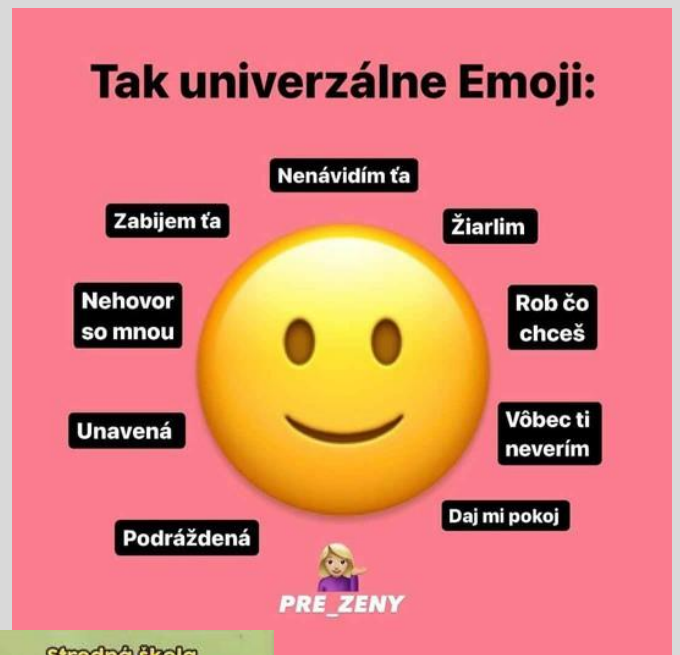 Tak univerzálne Emoji:
Nenávidím ťa
Zabijem ťa
Žiarlim
Nehovor
so mnou
Rob čo
chceš
Unavená
Vôbec ti
neverím
Podráždená
Daj mi pokoj
PRE_ZENY